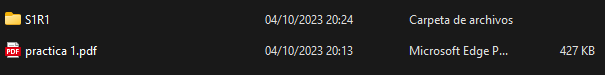 S1R1 04/10/2023 20:24 Carpeta de archivos
PDF practica 1.pdf 04/10/2023 20:13 Microsoft Edge P... 427 KB